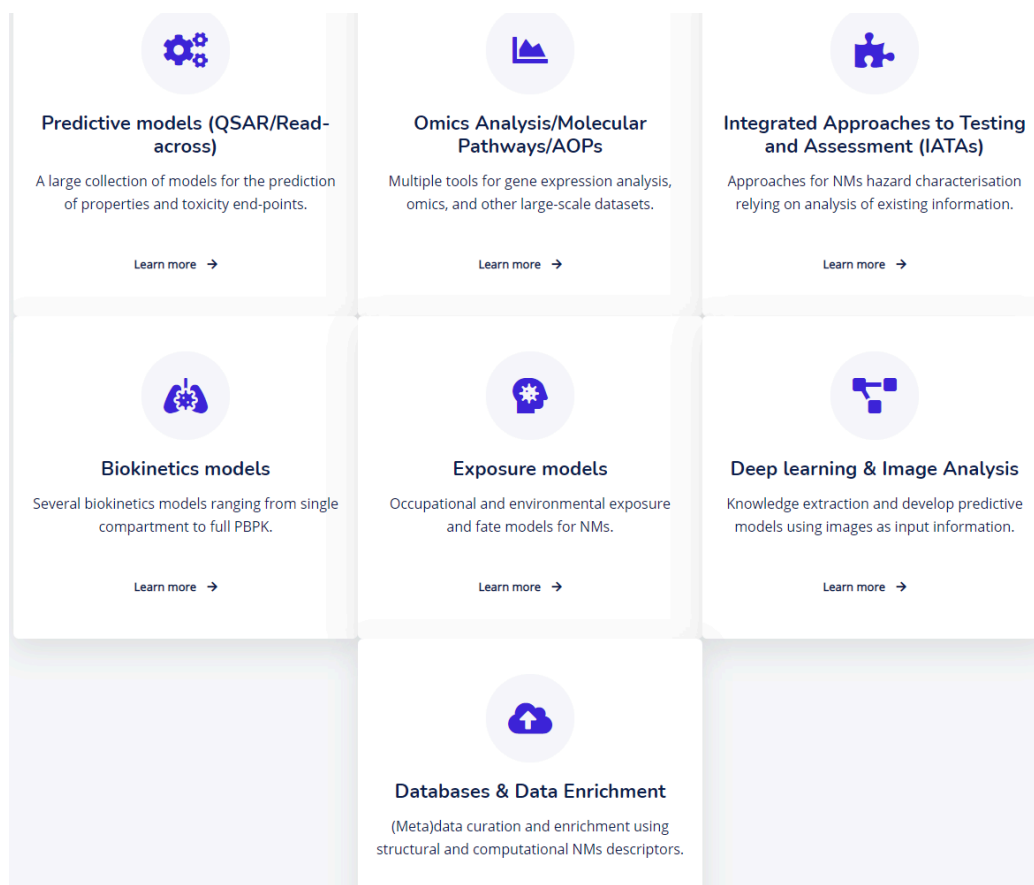 Predictive models (QSAR/Read-
across)
A large collection of models for the prediction
of properties and toxicity end-points.
Learn more
Omics Analysis/Molecular
Pathways/AOPs
Multiple tools for gene expression analysis,
omics, and other large-scale datasets.
Learn more
Integrated Approaches to Testing
and Assessment (IATAs)
Approaches for NMs hazard characterisation
relying on analysis of existing information.
Learn more
Biokinetics models
Several biokinetics models ranging from single
compartment to full PBPK.
Learn more
Exposure models
Occupational and environmental exposure
and fate models for NMs.
Learn more
Deep learning & Image Analysis
Knowledge extraction and develop predictive
models using images as input information.
Learn more
Databases & Data Enrichment
(Meta)data curation and enrichment using
structural and computational NMs descriptors.